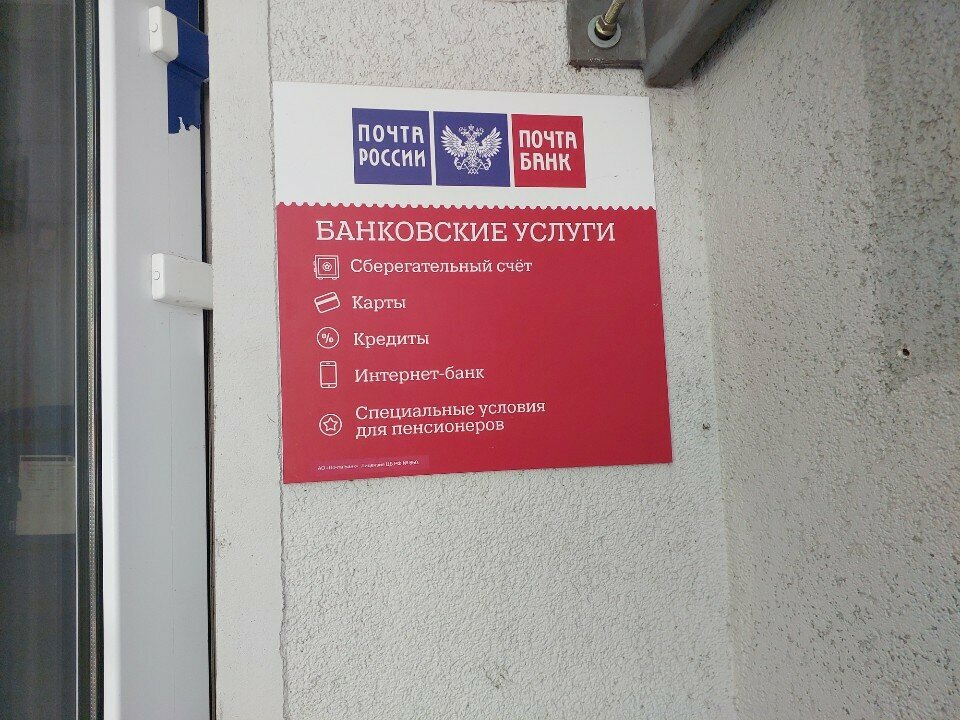 ПОЧТА
РОССИИ
ПОЧТА
БАНК
БАНКОВСКИЕ УСЛУГИ
Сберегательный счёт
Карты
%
Кредиты
Интернет-банк
Специальные условия
для пенсионеров